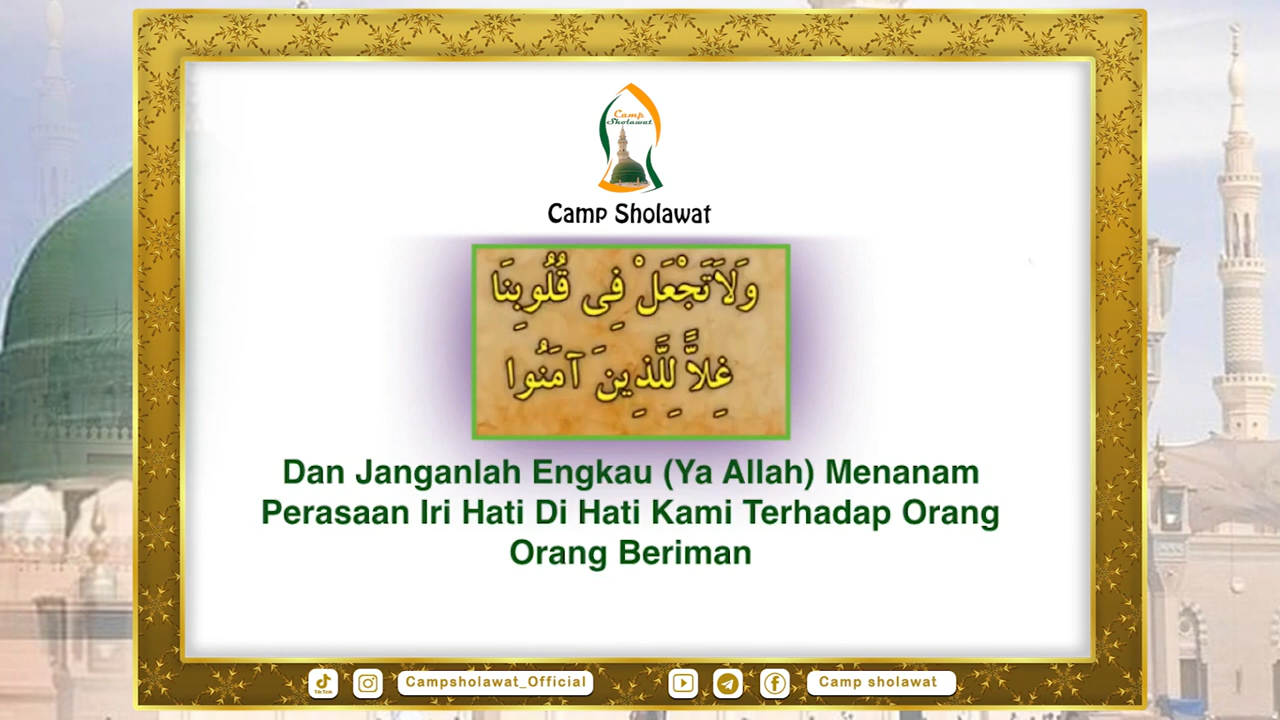 Camp
Sholawat
Camp Sholawat
وَلاَتَجْعَلْ فِى قُلُوبِنَا
غِلاًّ لِلَّذِينَ آمَنُوا
Dan Janganlah Engkau (Ya Allah) Menanam
Perasaan Iri Hati Di Hati Kami Terhadap Orang
Orang Beriman
TikTok
Campsholawat_Official
Camp sholawat